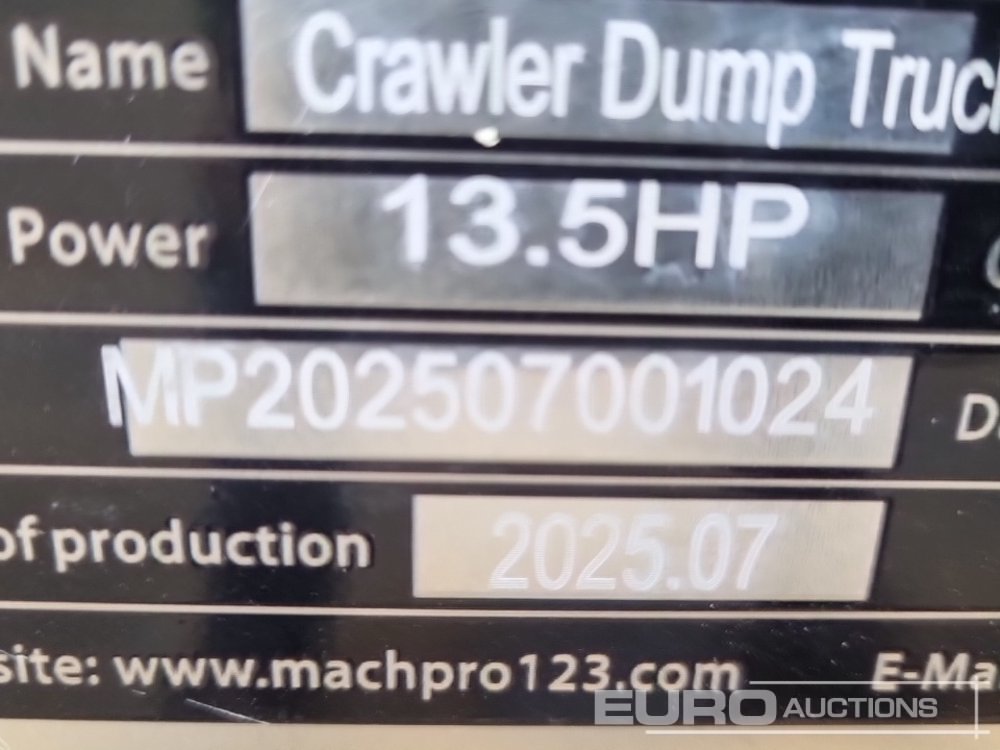 Name Crawler Dump Truc
Power 13.5HP
MP202507001024 D
of production 2025.07
site: www.machpro123.com E-Ma
EURO AUCTIONS